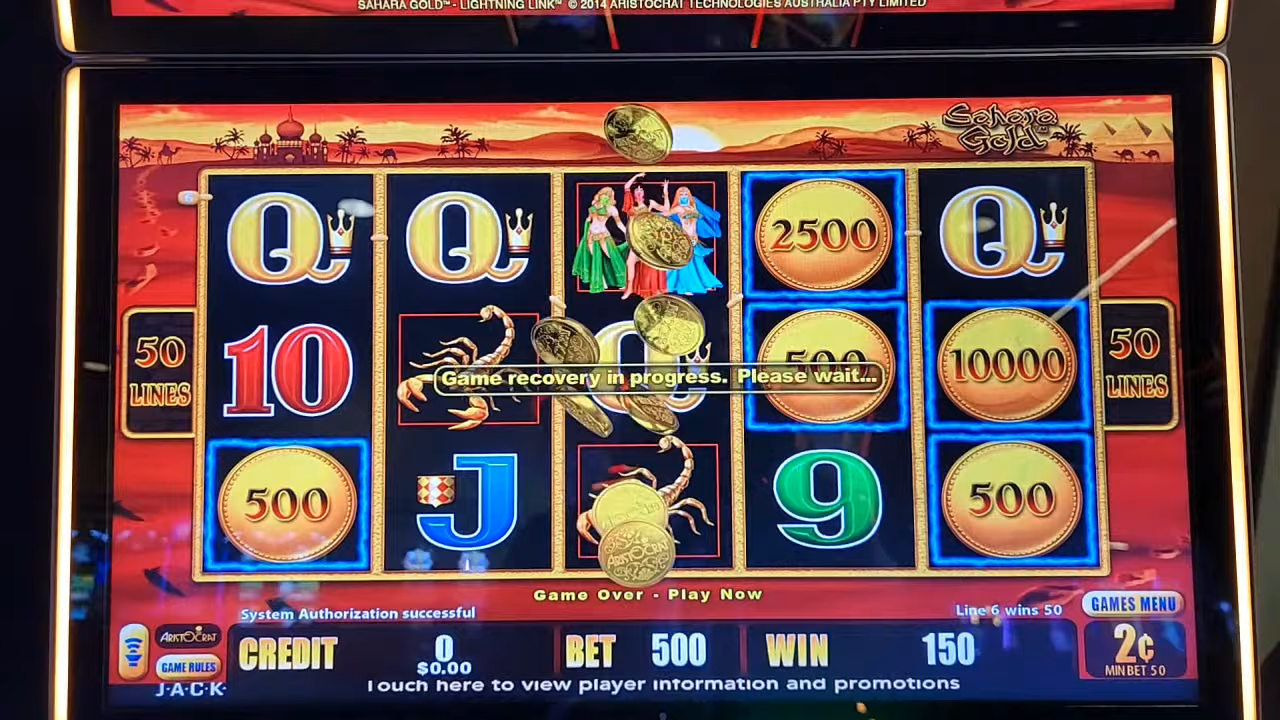 SAHARA GOLD™ - LIGHTNING LINK™ © 2014 ARISTOCRAT TECHNOLOGIES AUSTRALIA PTY LIMITED
Sahara
Gold™
6
Q Q 2500 Q
50
LINES
10 Q 500 10000
50
LINES
Game recovery in progress. Please wait...
500 J 9 500
ARISTOCRAT
Game Over - Play Now
System Authorization successful
Line 6 wins 50
GAMES MENU
ARISTOCRAT
GAME RULES
CREDIT 0
$0.00
BET 500
WIN 150
2¢
MIN BET 50
J·A·C·K·
Touch here to view player information and promotions